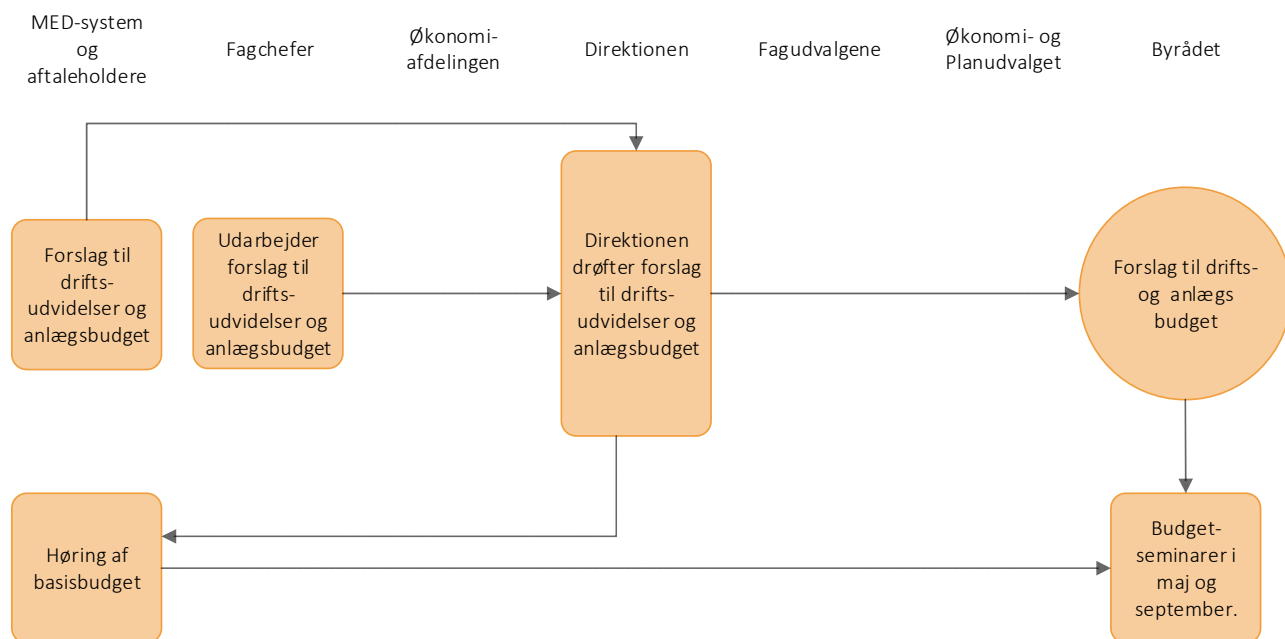 MED-system
og
aftaleholdere
Fagchefer
Økonomi-
afdelingen
Direktionen
Fagudvalgene
Økonomi- og
Planudvalget
Byrådet
Forslag til
drifts-
udvidelser og
anlægsbudget
Udarbejder
forslag til
drifts-
udvidelser og
anlægsbudget
Direktionen
drøfter forslag
til drifts-
udvidelser og
anlægsbudget
Forslag til drifts-
og anlægs
budget
Høring af
basisbudget
Budget-
seminarer i
maj og
september.